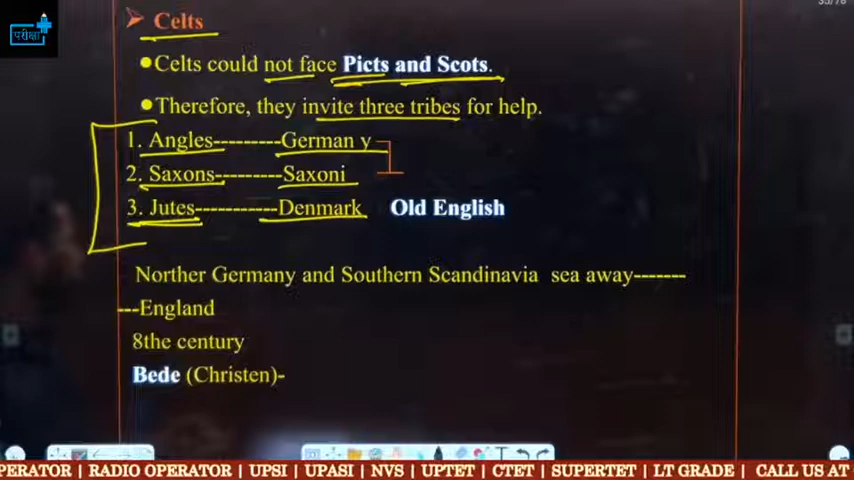 35/78
परीक्षा
➤ Celts
•Celts could not face Picts and Scots.
•Therefore, they invite three tribes for help.
1. Angles---------German y
2. Saxons---------Saxoni
3. Jutes-----------Denmark Old English
Norther Germany and Southern Scandinavia sea away-------
---England
8the century
Bede (Christen)-
PERATOR | RADIO OPERATOR | UPSI | UPASI | NVS | UPTET | CTET | SUPERTET | LT GRADE | CALL US AT